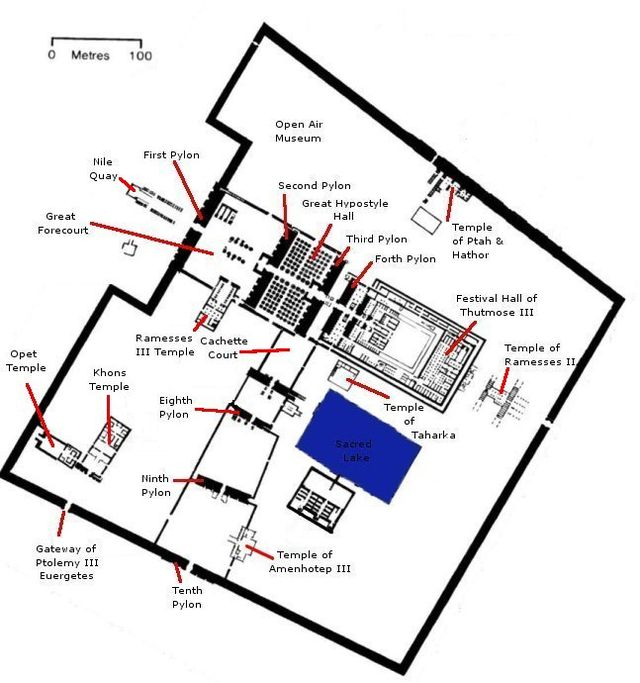 0 Metres 100
Open Air
Museum
First Pylon
Nile
Quay
Second Pylon
Great Hypostyle
Hall
Great
Forecourt
Third Pylon
Forth Pylon
Temple
of Ptah &
Hathor
Festival Hall of
Thutmose III
Ramesses
III Temple
Cachette
Court
Temple of
Ramesses II
Opet
Temple
Khons
Temple
Eighth
Pylon
Temple
of
Taharka
Sacred
Lake
Ninth
Pylon
Gateway of
Ptolemy III
Euergetes
Temple of
Amenhotep III
Tenth
Pylon